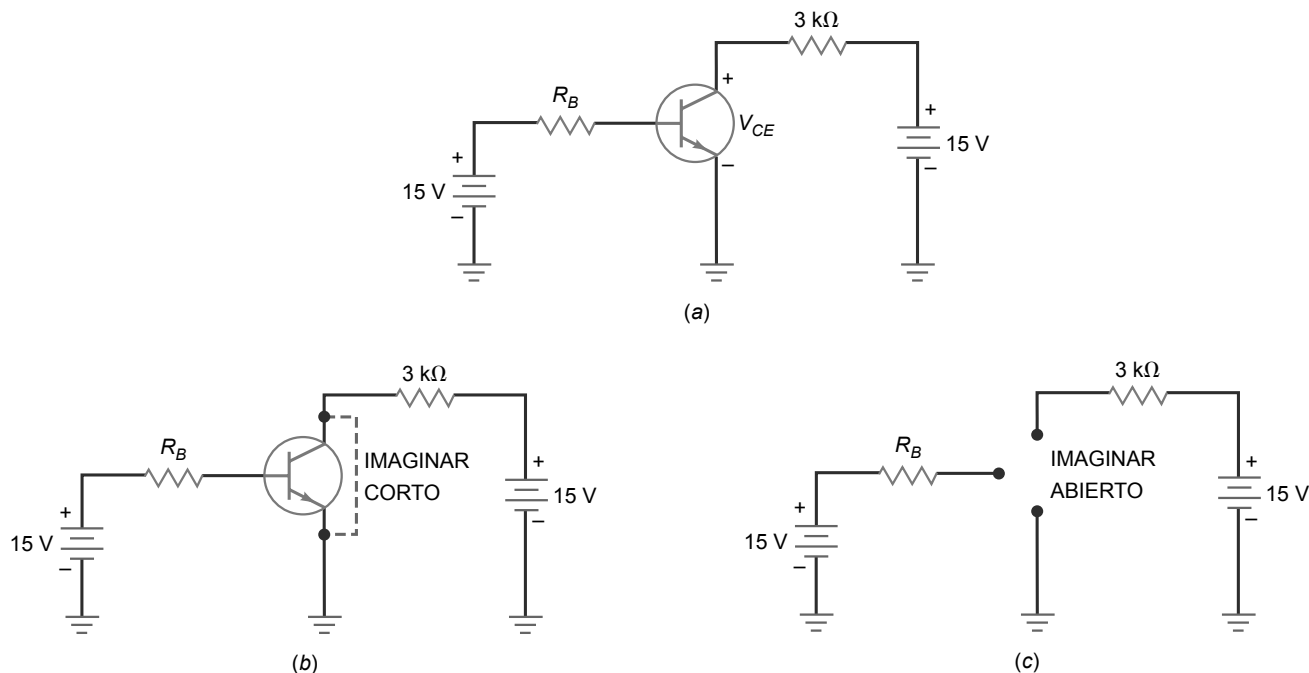 3 kΩ
+
R_B
V_CE
+
+
15 V
–
–
15 V
–
(a)
3 kΩ
R_B
IMAGINAR
CORTO
+
+
15 V
–
15 V
–
(b)
3 kΩ
R_B
IMAGINAR
ABIERTO
+
+
15 V
–
15 V
–
(c)